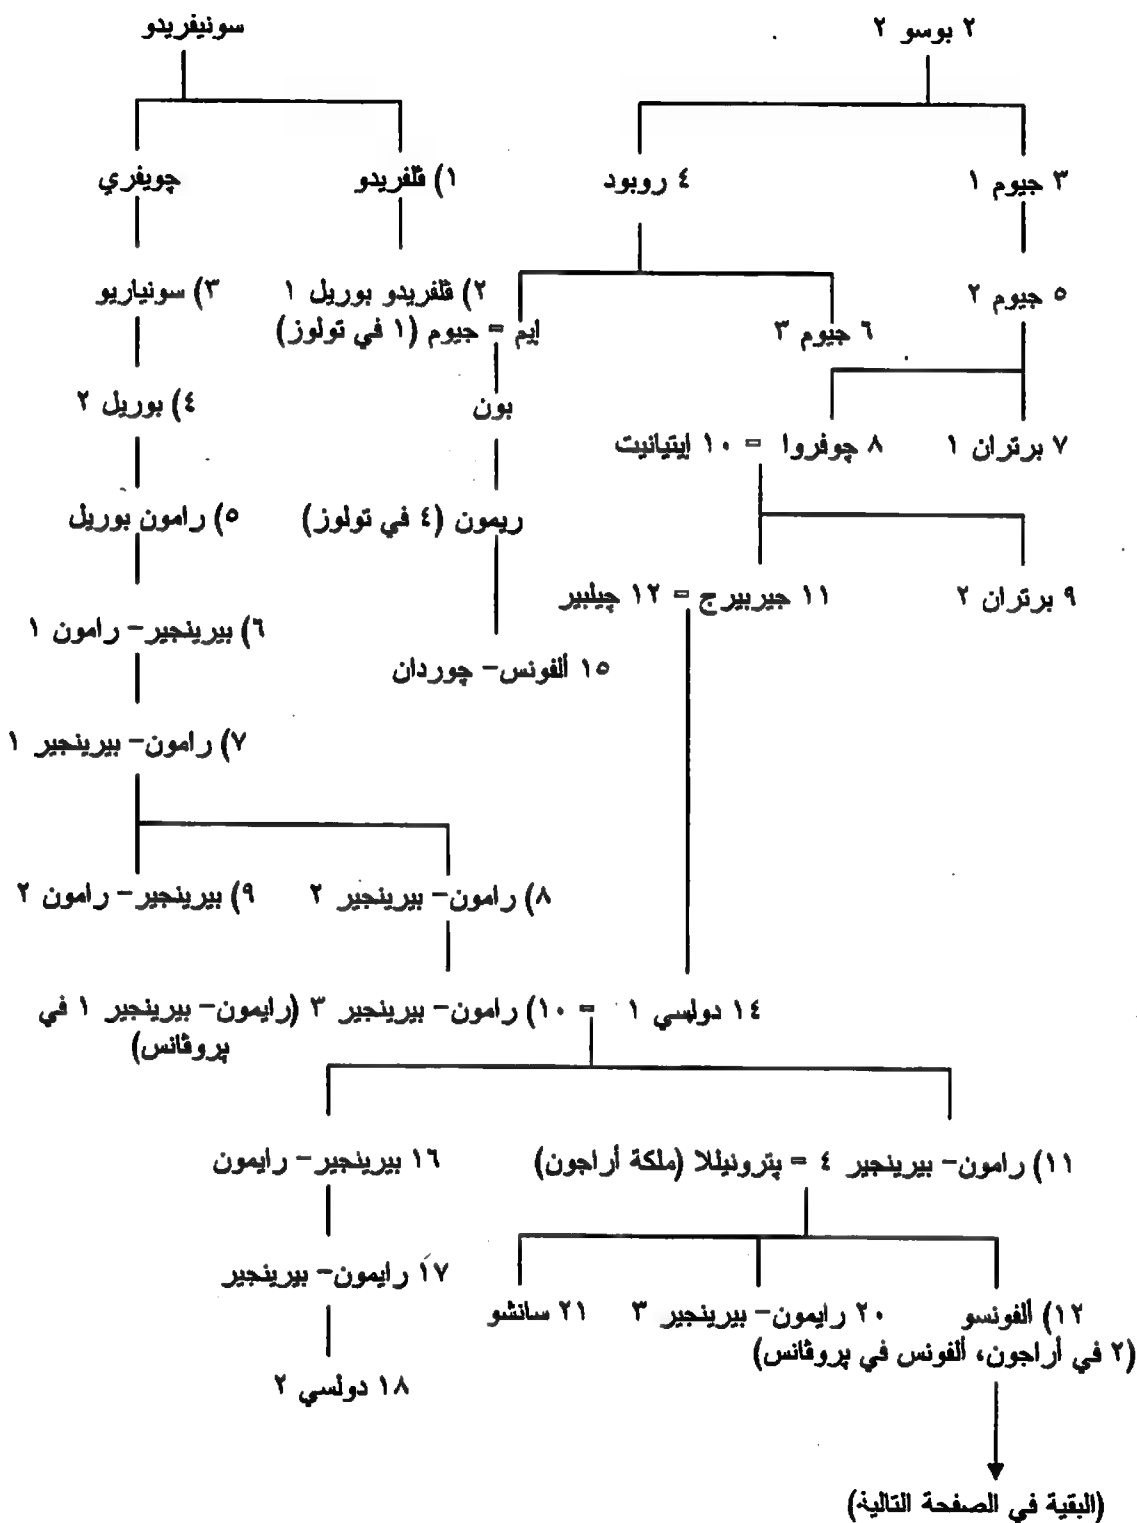 ٢ بوسو ٢
سونيفريدو
٣ جيوم ١
٤ روبود
١) ڤلفريدو
چويفري
٥ جيوم ٢
٦ جيوم ٣
٢) ڤلفريدو بوريل ١
٣) سونياريو
إيم = جيوم (١ في تولوز)
بون
٤) بوريل ٢
٧ برتران ١
٨ چوفروا = ١٠ إيتيانيت
ريمون (٤ في تولوز)
٥) رامون بوريل
٩ برتران ٢
١١ جيربيرج = ١٢ چيلبير
٦) بيرينجير- رامون ١
١٥ ألفونس- چوردان
٧) رامون- بيرينجير ١
٨) رامون- بيرينجير ٢
٩) بيرينجير- رامون ٢
١٤ دولسي ١ = ١٠) رامون- بيرينجير ٣ (رايمون- بيرينجير ١ في
پروڤانس)
١١) رامون- بيرينجير ٤ = پترونيللا (ملكة أراجون)
١٦ بيرينجير- رايمون
١٧ رايمون- بيرينجير
١٢) ألفونسو
٢٠ رايمون- بيرينجير ٣
٢١ سانشو
(٢ في أراجون، ألفونس في پروڤانس)
١٨ دولسي ٢
(البقية في الصفحة التالية)